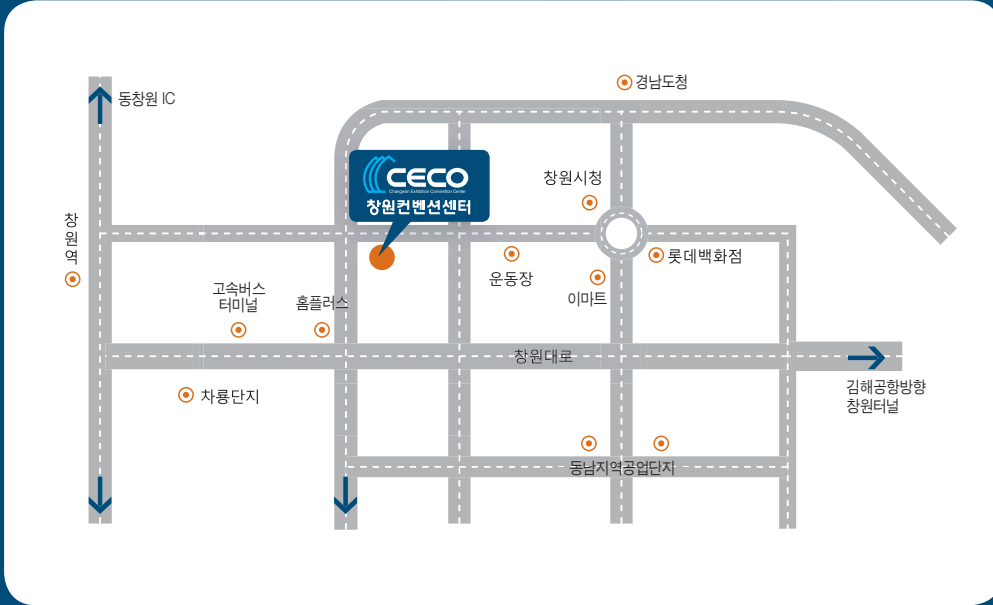 경남도청
동창원 IC
CECO
Changwon Exhibition Convention Center
창원컨벤션센터
창원시청
창
원
역
운동장
롯데백화점
고속버스
터미널
홈플러스
이마트
창원대로
차룡단지
김해공항방향
창원터널
동남지역공업단지